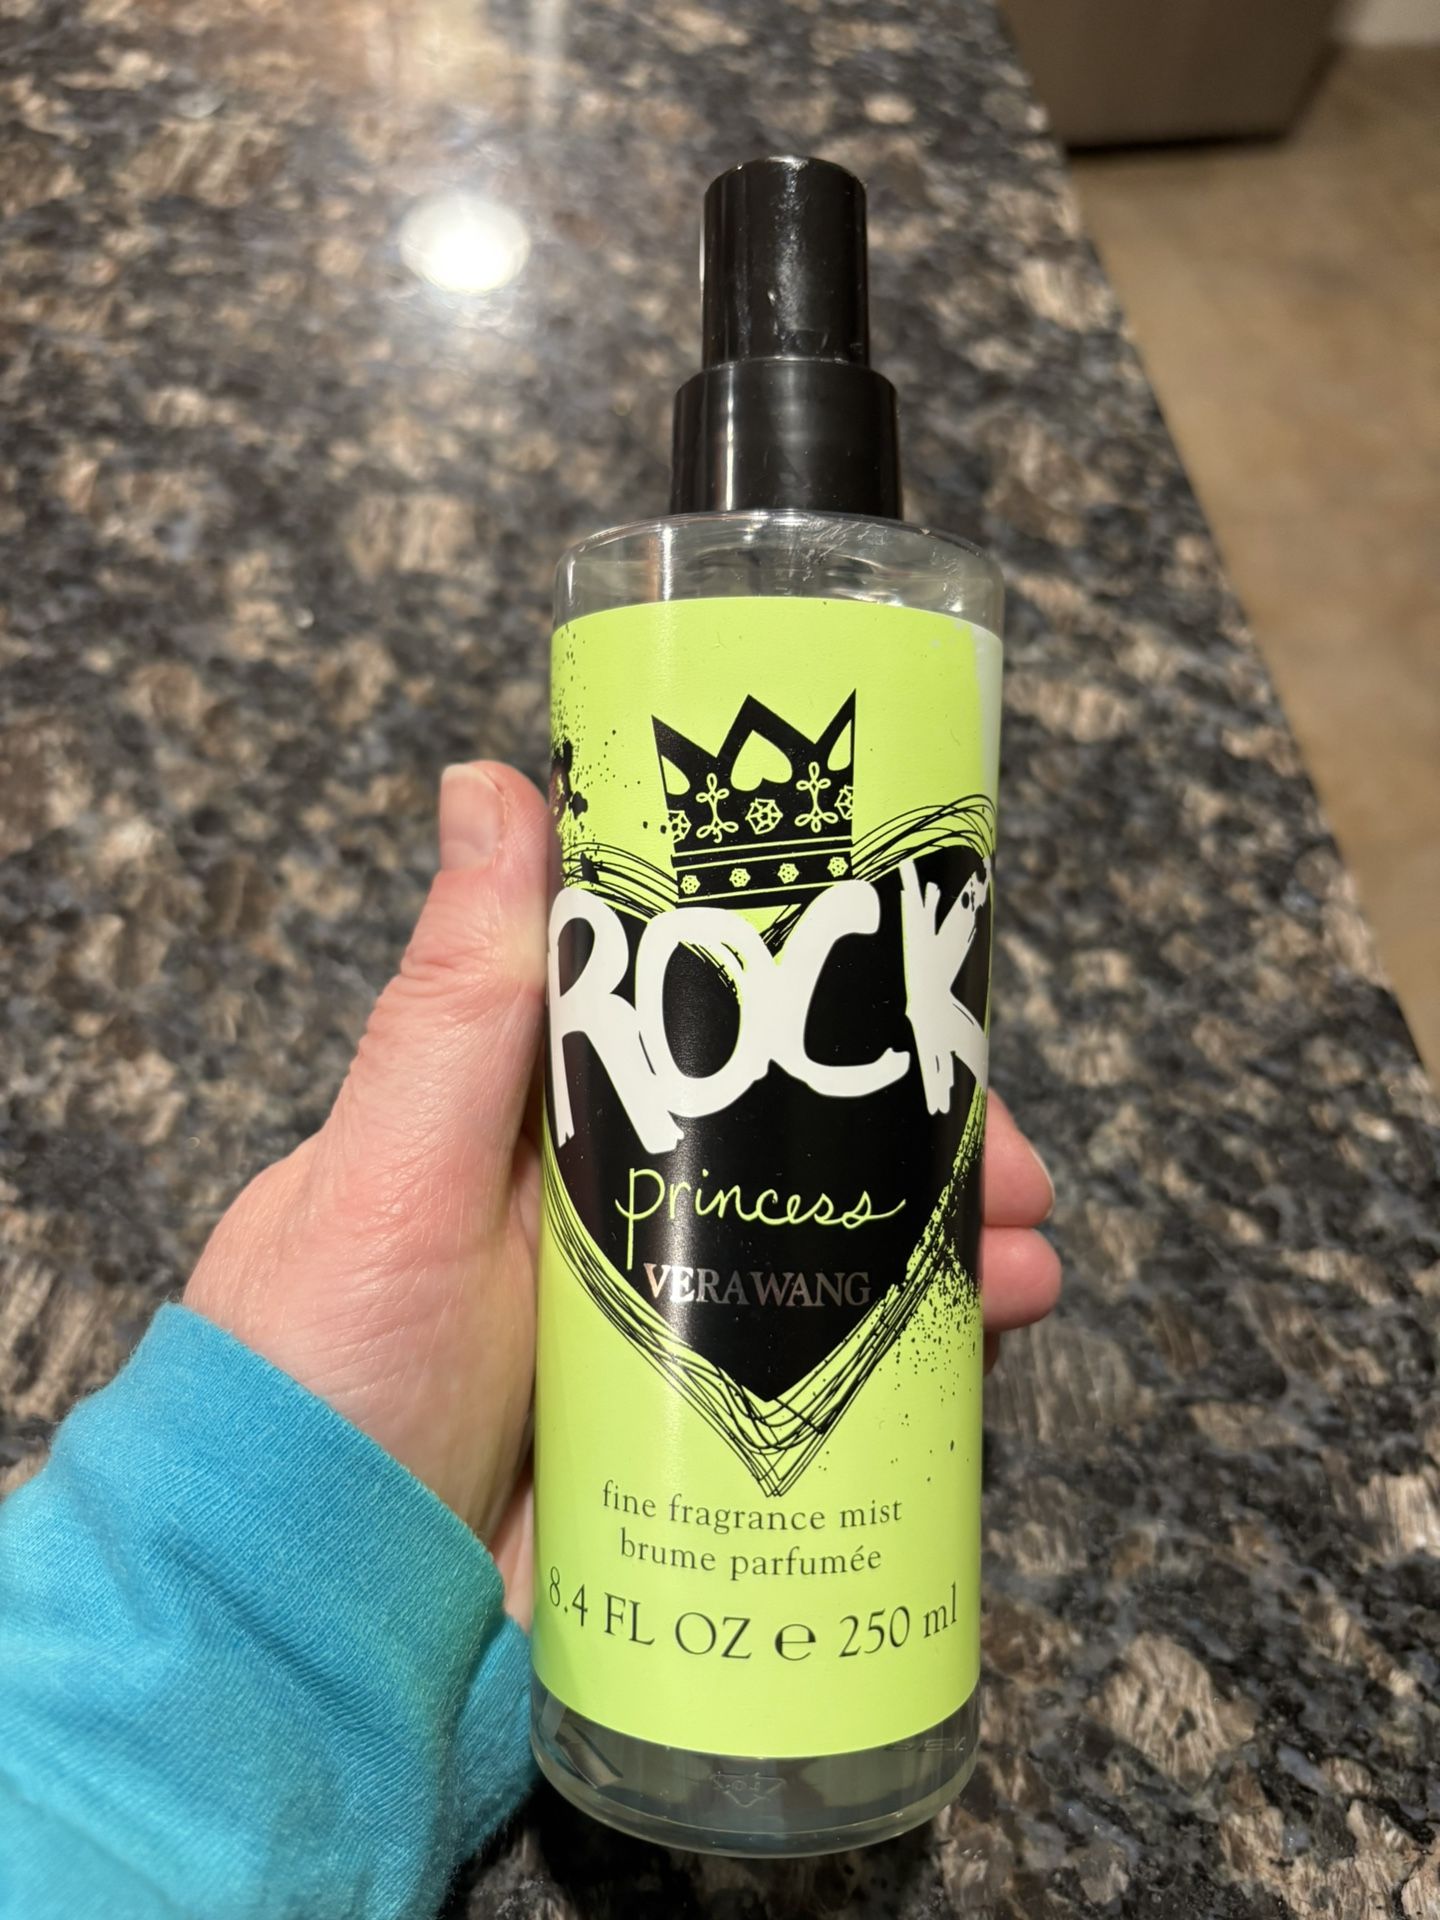 ROCK
princess
VERAWANG
fine fragrance mist
brume parfumée
8.4 FL OZ ℮ 250 ml